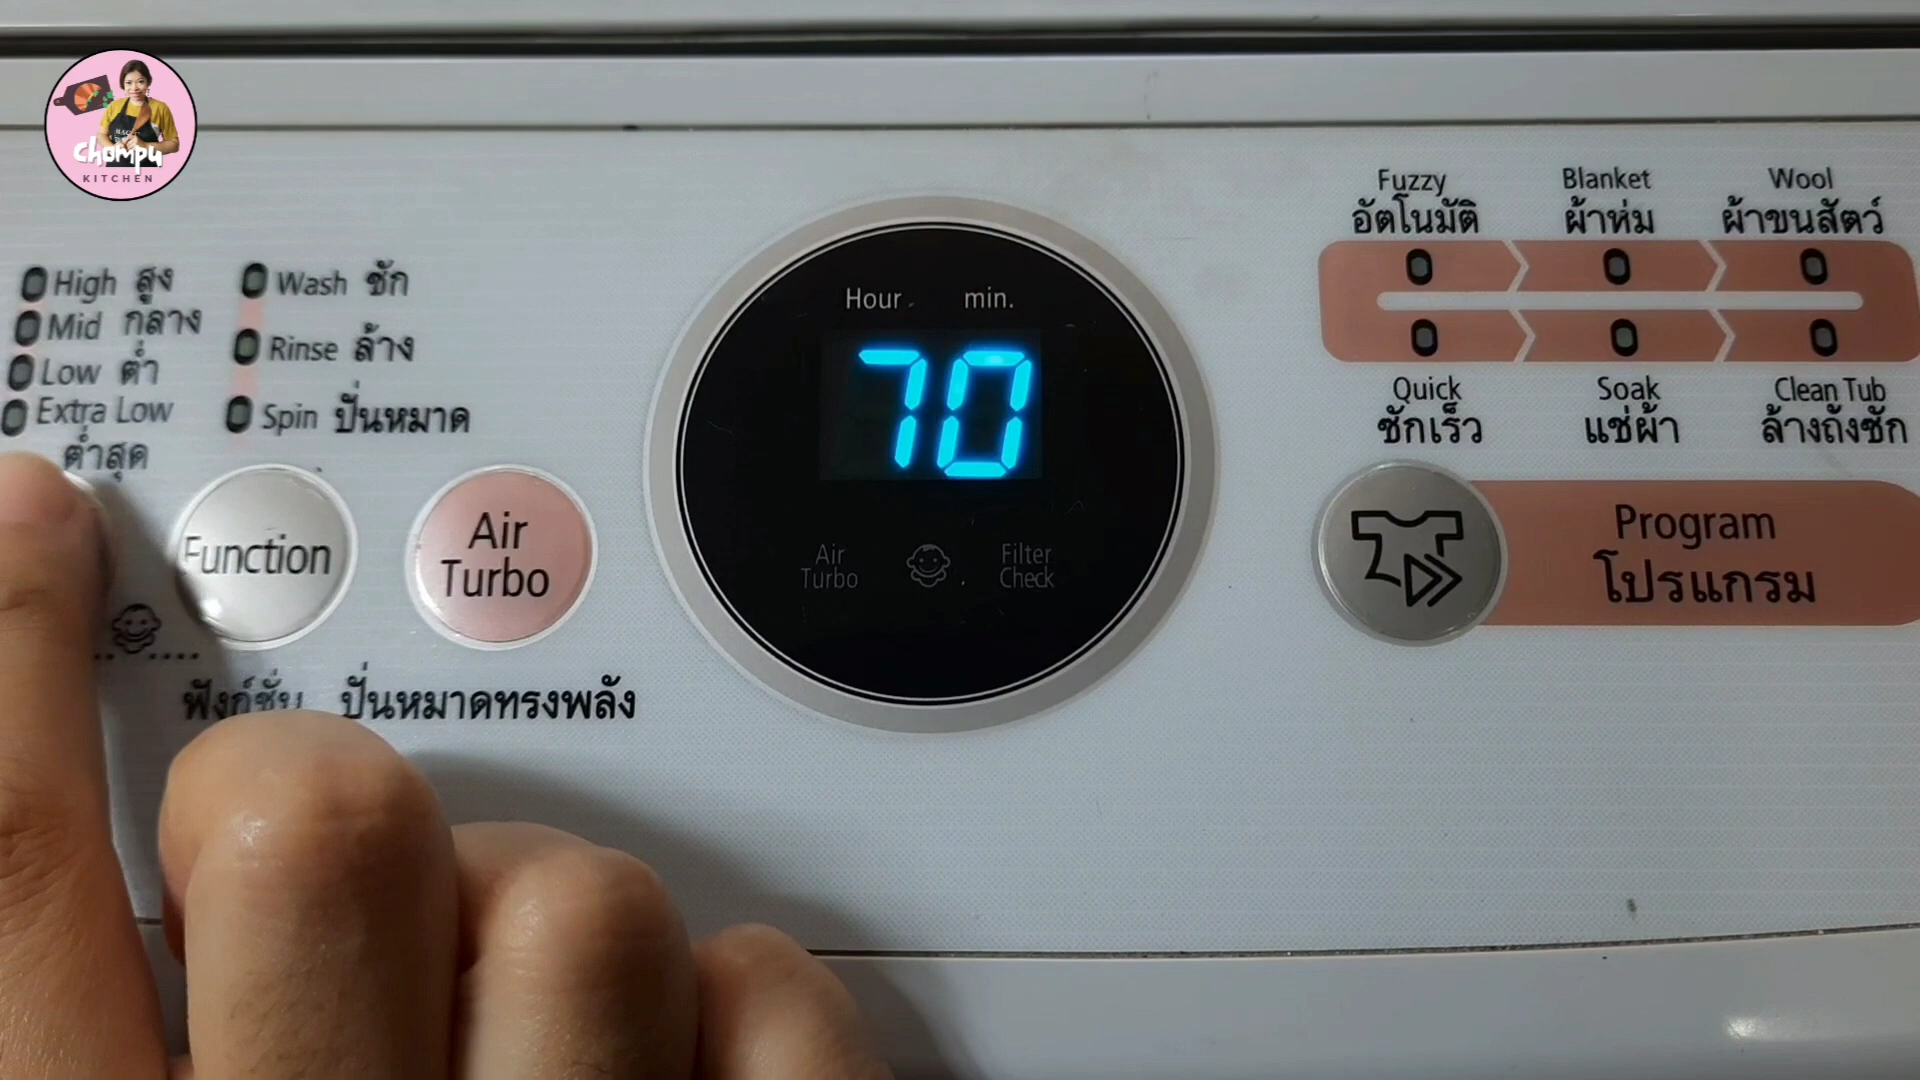 Chompu
KITCHEN
High สูง
Mid กลาง
Low ต่ำ
Extra Low
ต่ำสุด
Wash ซัก
Rinse ล้าง
Spin ปั่นหมาด
Function
Air
Turbo
ฟังก์ชั่น
ปั่นหมาดทรงพลัง
Hour
min.
70
Air
Turbo
Filter
Check
Fuzzy
อัตโนมัติ
Blanket
ผ้าห่ม
Wool
ผ้าขนสัตว์
Quick
ซักเร็ว
Soak
แช่ผ้า
Clean Tub
ล้างถังซัก
Program
โปรแกรม